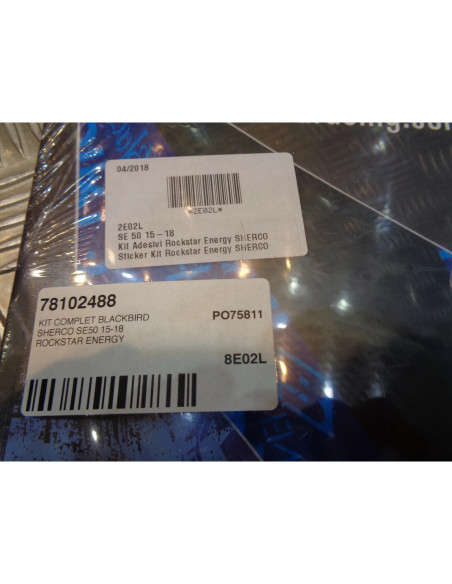 04/2018
*2E02L*
2E02L
SE 50 15-18
Kit Adesivi Rockstar Energy SHERCO
Sticker Kit Rockstar Energy SHERCO
78102488
KIT COMPLET BLACKBIRD PO75811
SHERCO SE50 15-18
ROCKSTAR ENERGY
8E02L